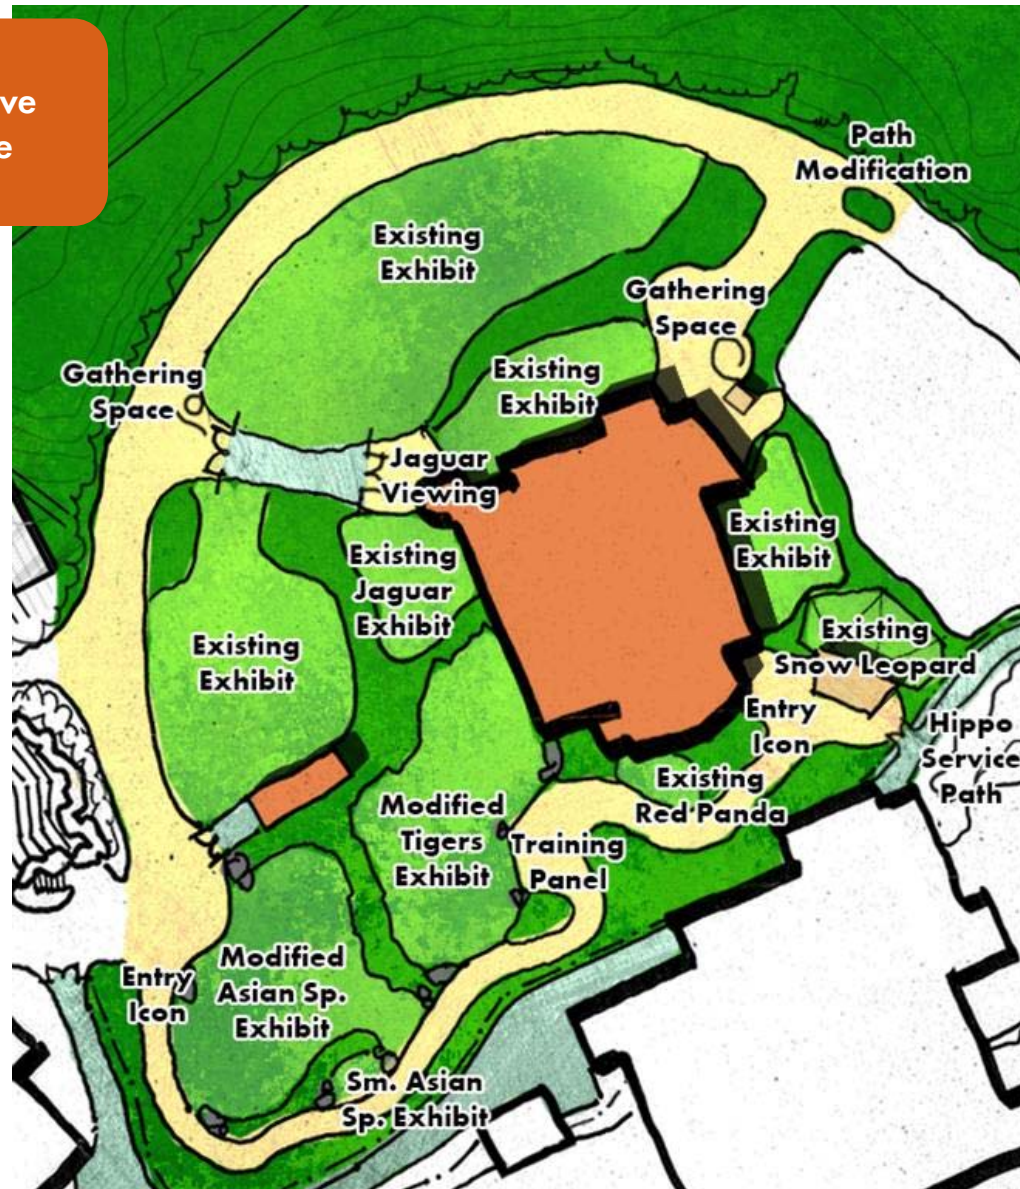 ve
e
Path
Modification
Existing
Exhibit
Gathering
Space
Gathering
Space
Existing
Exhibit
Jaguar
Viewing
Existing
Exhibit
Existing
Jaguar
Exhibit
Existing
Snow Leopard
Existing
Exhibit
Entry
Icon
Hippo
Service
Path
Existing
Red Panda
Modified
Tigers
Exhibit
Training
Panel
Modified
Asian Sp.
Exhibit
Entry
Icon
Sm. Asian
Sp. Exhibit